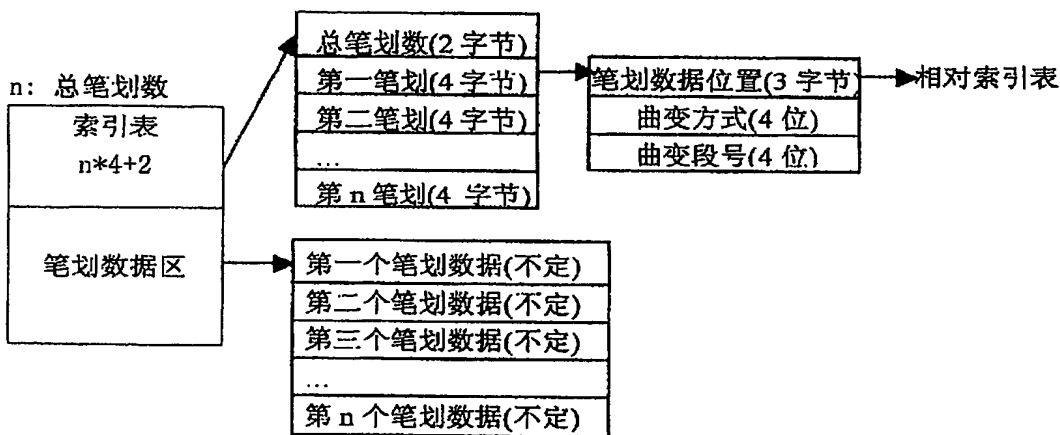 n: 总笔划数
索引表
n*4+2
笔划数据区
总笔划数(2 字节)
第一笔划(4 字节)
第二笔划(4 字节)
...
第 n 笔划(4 字节)
笔划数据位置(3 字节
曲变方式(4 位)
曲变段号(4 位)
相对索引表
第一个笔划数据(不定)
第二个笔划数据(不定)
第三个笔划数据(不定)
...
第 n 个笔划数据(不定)